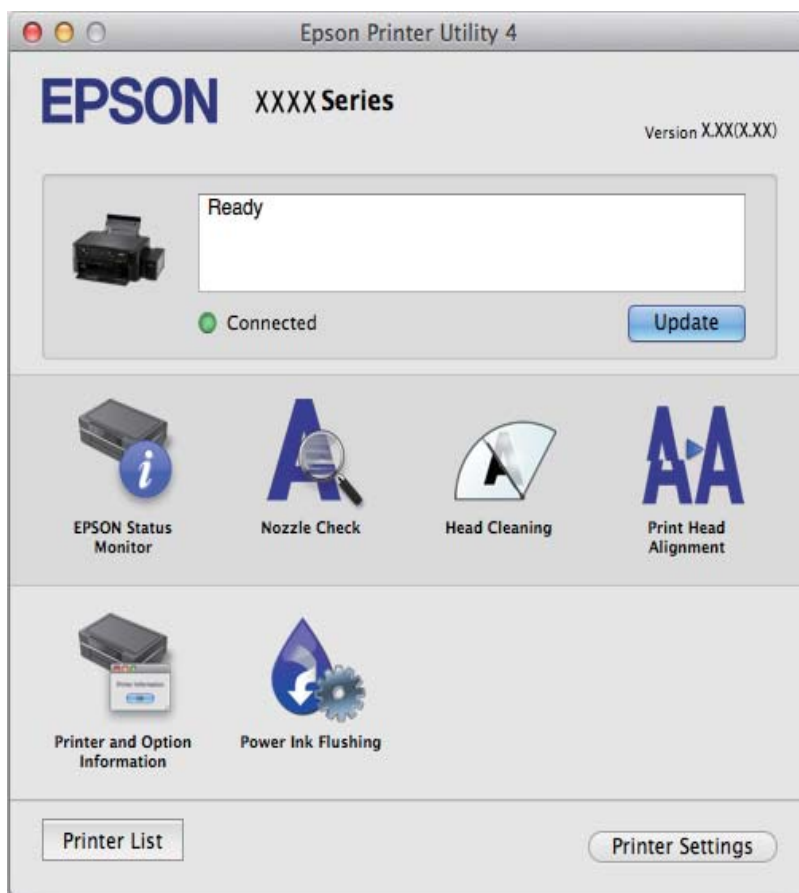 Epson Printer Utility 4
EPSON XXXX Series
Version X.XX(X.XX)
Ready
Connected
Update
EPSON Status
Monitor
Nozzle Check
Head Cleaning
Print Head
Alignment
Printer and Option
Information
Power Ink Flushing
Printer List
Printer Settings